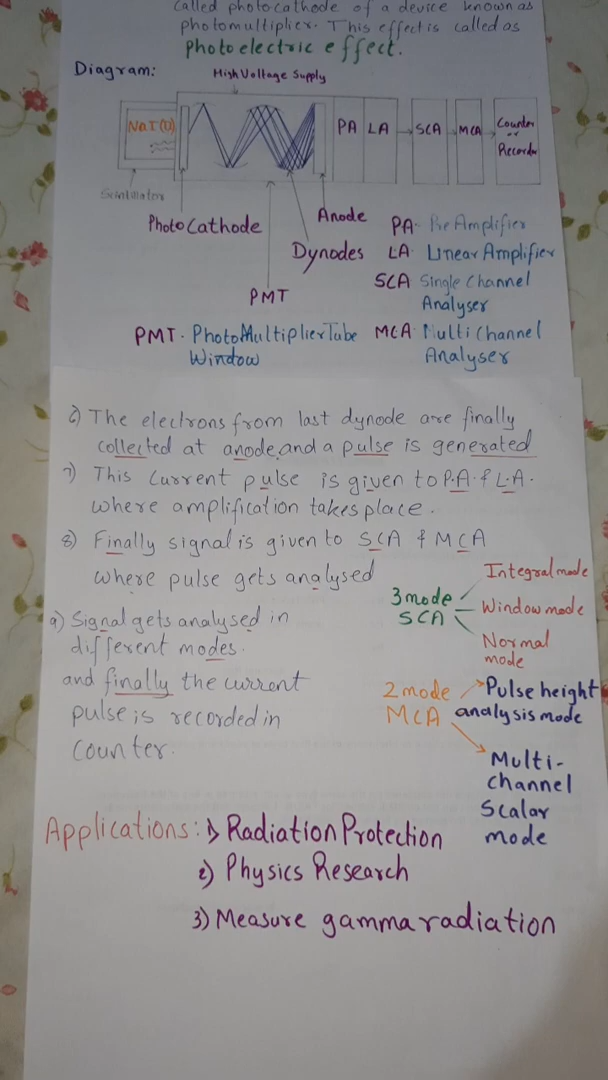 called photocathode of a device known as
photomultiplier. This effect is called as
photoelectric effect.
Diagram:
High Voltage Supply
NaI(Tl)
PA
LA
SCA
MCA
Counter
or
Recorder
Scintillator
Photo Cathode
Anode
Dynodes
PMT
PA- PreAmplifier
LA Linear Amplifier
SCA Single Channel
Analyser
PMT- PhotoMultiplierTube
Window
MCA Multi Channel
Analyser
6) The electrons from last dynode are finally
collected at anode and a pulse is generated
7) This Current pulse is given to P.A. & L.A.
where amplification takes place.
8) Finally signal is given to SCA & MCA
where pulse gets analysed
3 mode
SCA
Integral mode
Window mode
Normal
mode
9) Signal gets analysed in
different modes.
and finally the current
pulse is recorded in
Counter.
2 mode
MCA
Pulse height
analysis mode
Multi-
channel
Scalar
mode
Applications: 1) Radiation Protection
2) Physics Research
3) Measure gamma radiation